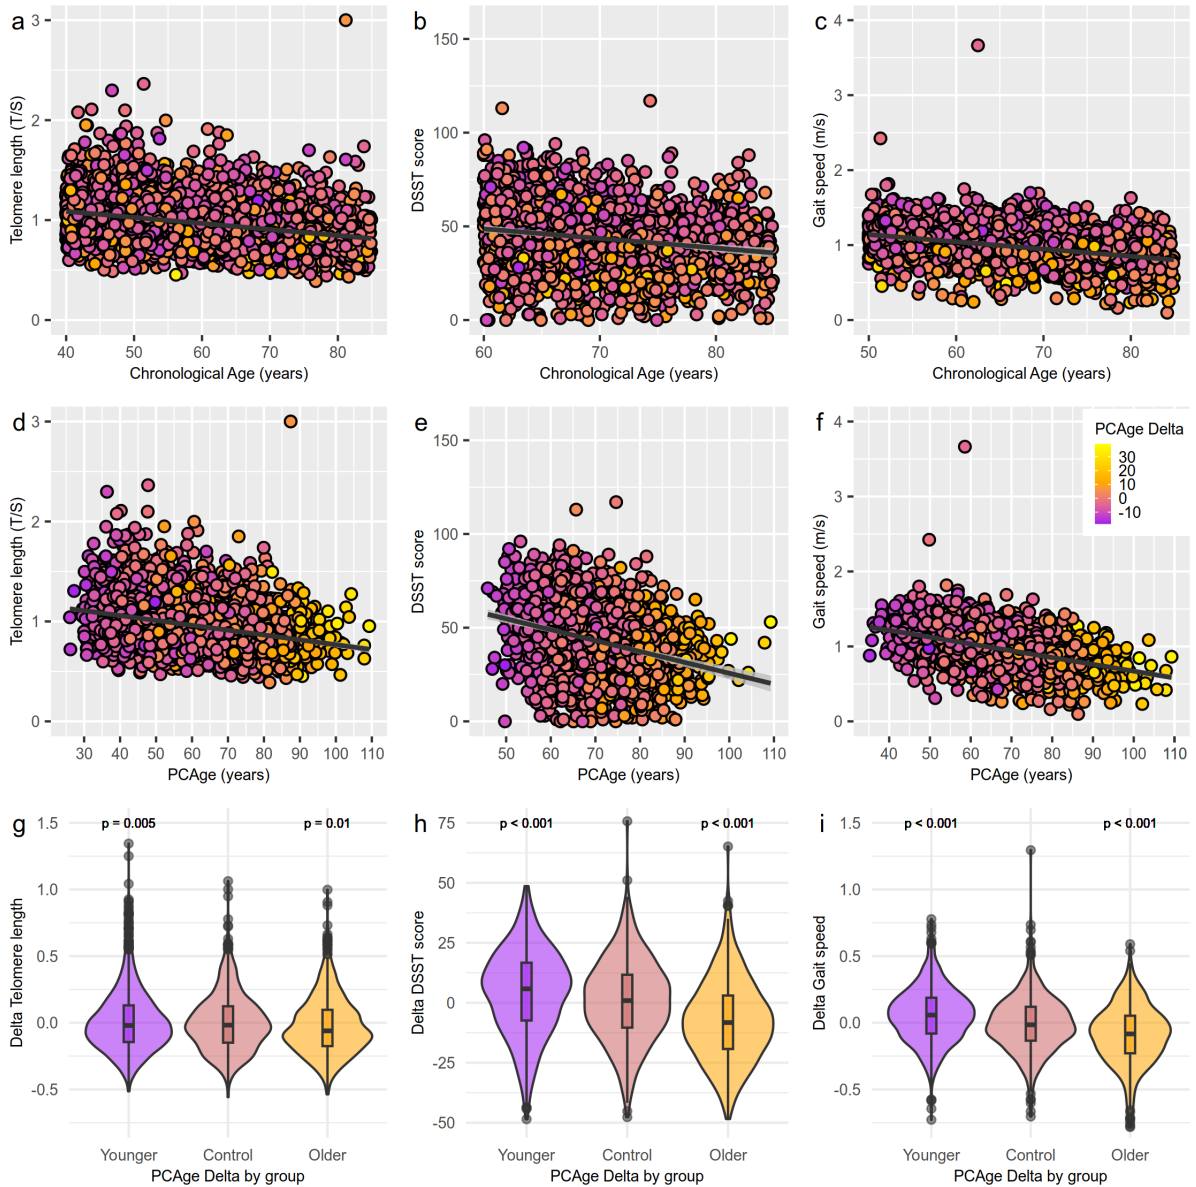 a
Telomere length (T/S)
3
2
1
0
40 50 60 70 80
Chronological Age (years)
b
DSST score
150
100
50
0
60 70 80
Chronological Age (years)
c
Gait speed (m/s)
4
3
2
1
0
50 60 70 80
Chronological Age (years)
d
Telomere length (T/S)
3
2
1
0
30 40 50 60 70 80 90 100 110
PCAge (years)
e
DSST score
150
100
50
0
50 60 70 80 90 100 110
PCAge (years)
f
Gait speed (m/s)
4
3
2
1
0
40 50 60 70 80 90 100 110
PCAge (years)
PCAge Delta
30
20
10
0
-10
g
Delta Telomere length
1.5
1.0
0.5
0.0
-0.5
p = 0.005
p = 0.01
Younger Control Older
PCAge Delta by group
h
Delta DSST score
75
50
25
0
-25
-50
p < 0.001
p < 0.001
Younger Control Older
PCAge Delta by group
i
Delta Gait speed
1.5
1.0
0.5
0.0
-0.5
p < 0.001
p < 0.001
Younger Control Older
PCAge Delta by group